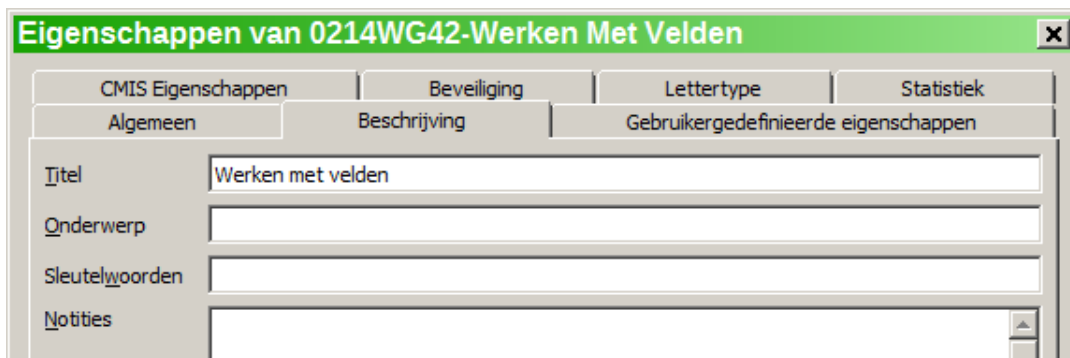 Eigenschappen van 0214WG42-Werken Met Velden
CMIS Eigenschappen Beveiliging Lettertype Statistiek
Algemeen Beschrijving Gebruikergedefinieerde eigenschappen
Titel Werken met velden
Onderwerp
Sleutelwoorden
Notities